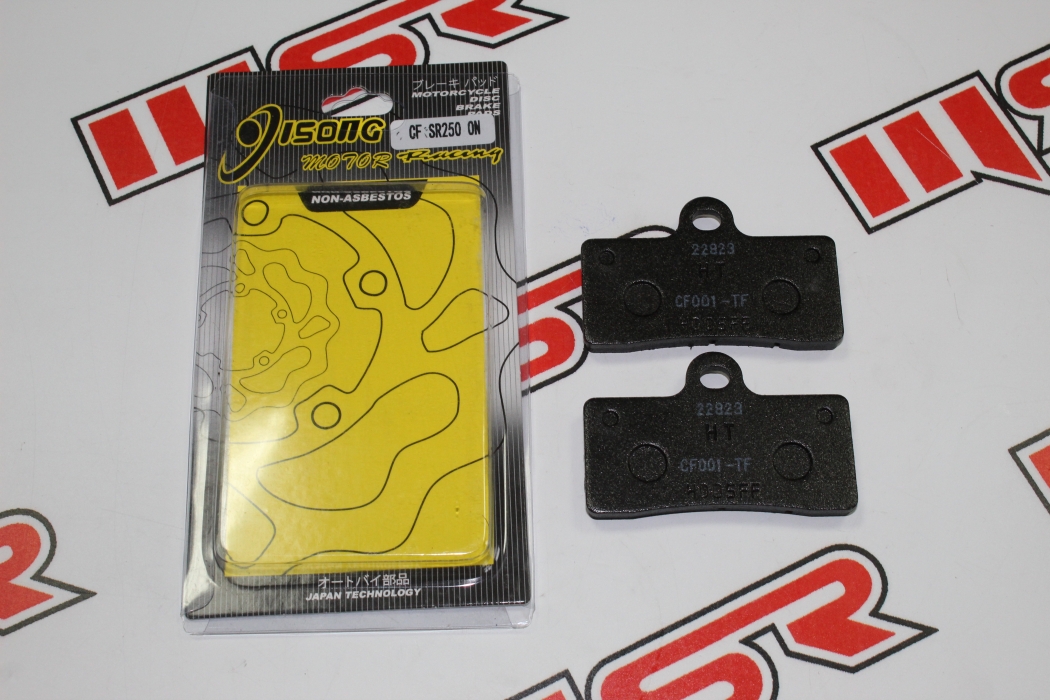 ブレーキ パッド
MOTORCYCLE
DISC
BRAKE
PADS
JISONG
CF SR250 ON
MOTOR Racing
NON-ASBESTOS
オートバイ部品
JAPAN TECHNOLOGY
22823
HT
CF001-TF
22823
HT
CF001-TF